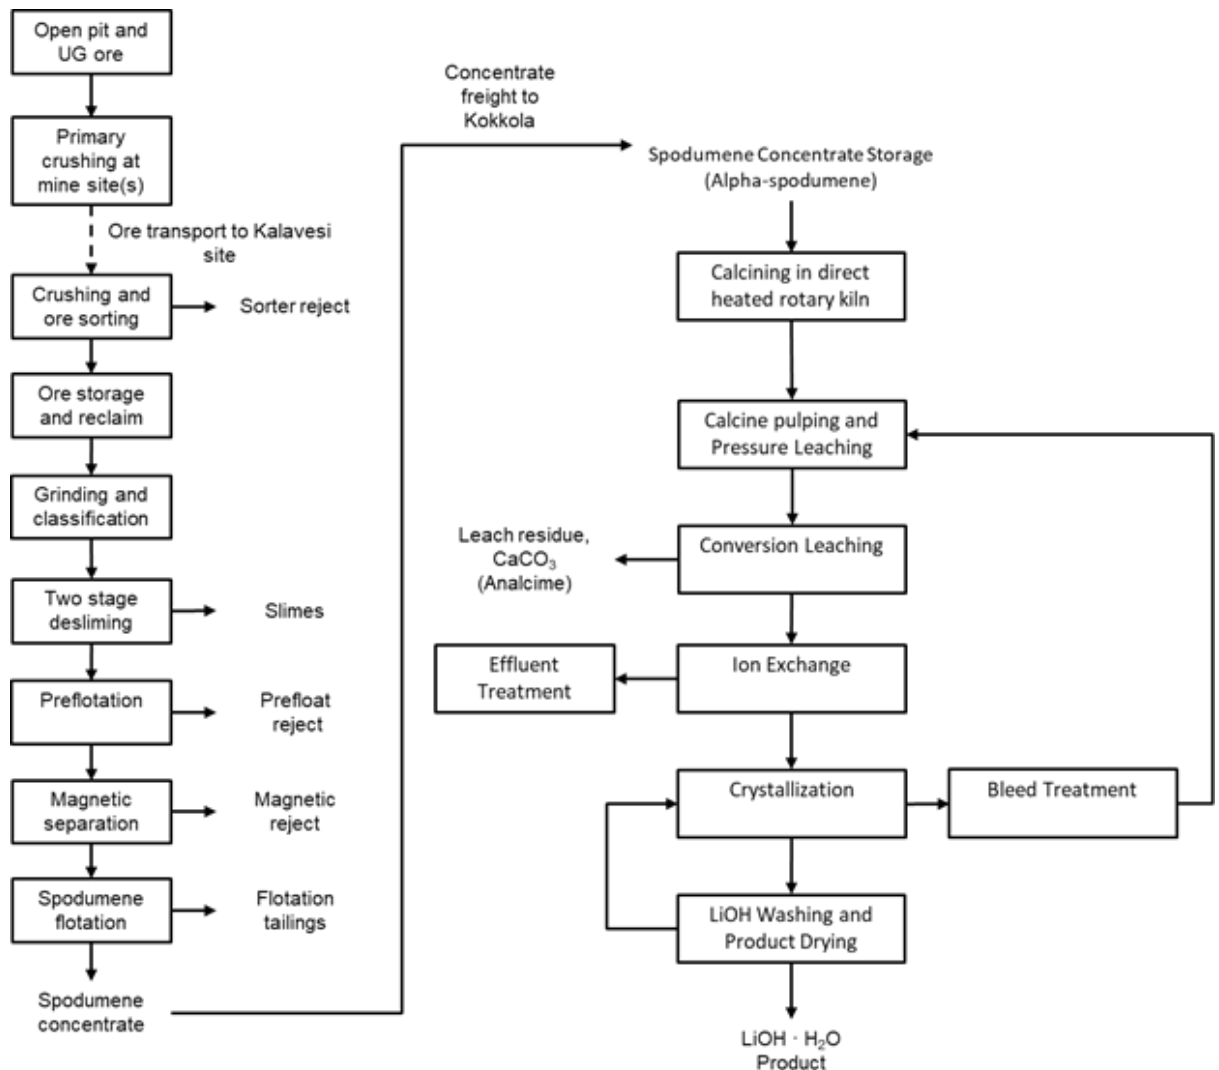 Open pit and
UG ore
Primary
crushing at
mine site(s)
Ore transport to Kalavesi
site
Crushing and
ore sorting
Sorter reject
Ore storage
and reclaim
Grinding and
classification
Two stage
desliming
Slimes
Preflotation
Prefloat
reject
Magnetic
separation
Magnetic
reject
Spodumene
flotation
Flotation
tailings
Spodumene
concentrate
Concentrate
freight to
Kokkola
Spodumene Concentrate Storage
(Alpha-spodumene)
Calcining in direct
heated rotary kiln
Calcine pulping and
Pressure Leaching
Conversion Leaching
Leach residue,
CaCO₃
(Analcime)
Ion Exchange
Effluent
Treatment
Crystallization
Bleed Treatment
LiOH Washing and
Product Drying
LiOH · H₂O
Product